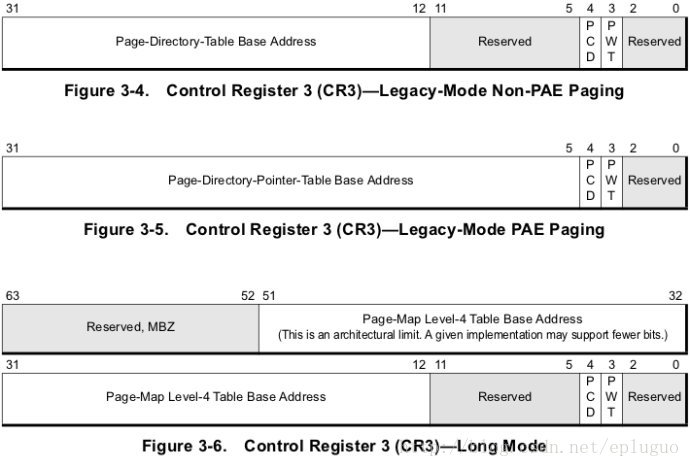 31 12 11 5 4 3 2 0
Page-Directory-Table Base Address Reserved P C D P W T Reserved
Figure 3-4. Control Register 3 (CR3)—Legacy-Mode Non-PAE Paging
31 5 4 3 2 0
Page-Directory-Pointer-Table Base Address P C D P W T Reserved
Figure 3-5. Control Register 3 (CR3)—Legacy-Mode PAE Paging
63 52 51 32
Reserved, MBZ Page-Map Level-4 Table Base Address
(This is an architectural limit. A given implementation may support fewer bits.)
31 12 11 5 4 3 2 0
Page-Map Level-4 Table Base Address Reserved P C D P W T Reserved
Figure 3-6. Control Register 3 (CR3)—Long Mode